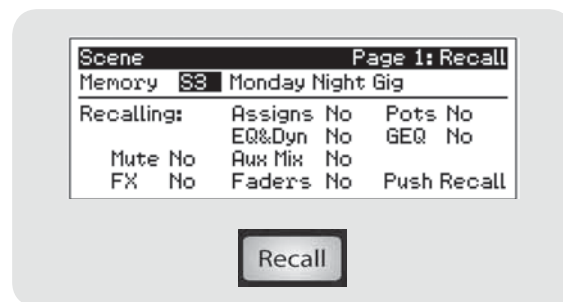 Scene Page 1: Recall
Memory S3 Monday Night Gig
Recalling: Assigns No Pots No
EQ&Dyn No GEQ No
Mute No Aux Mix No
FX No Faders No Push Recall
Recall